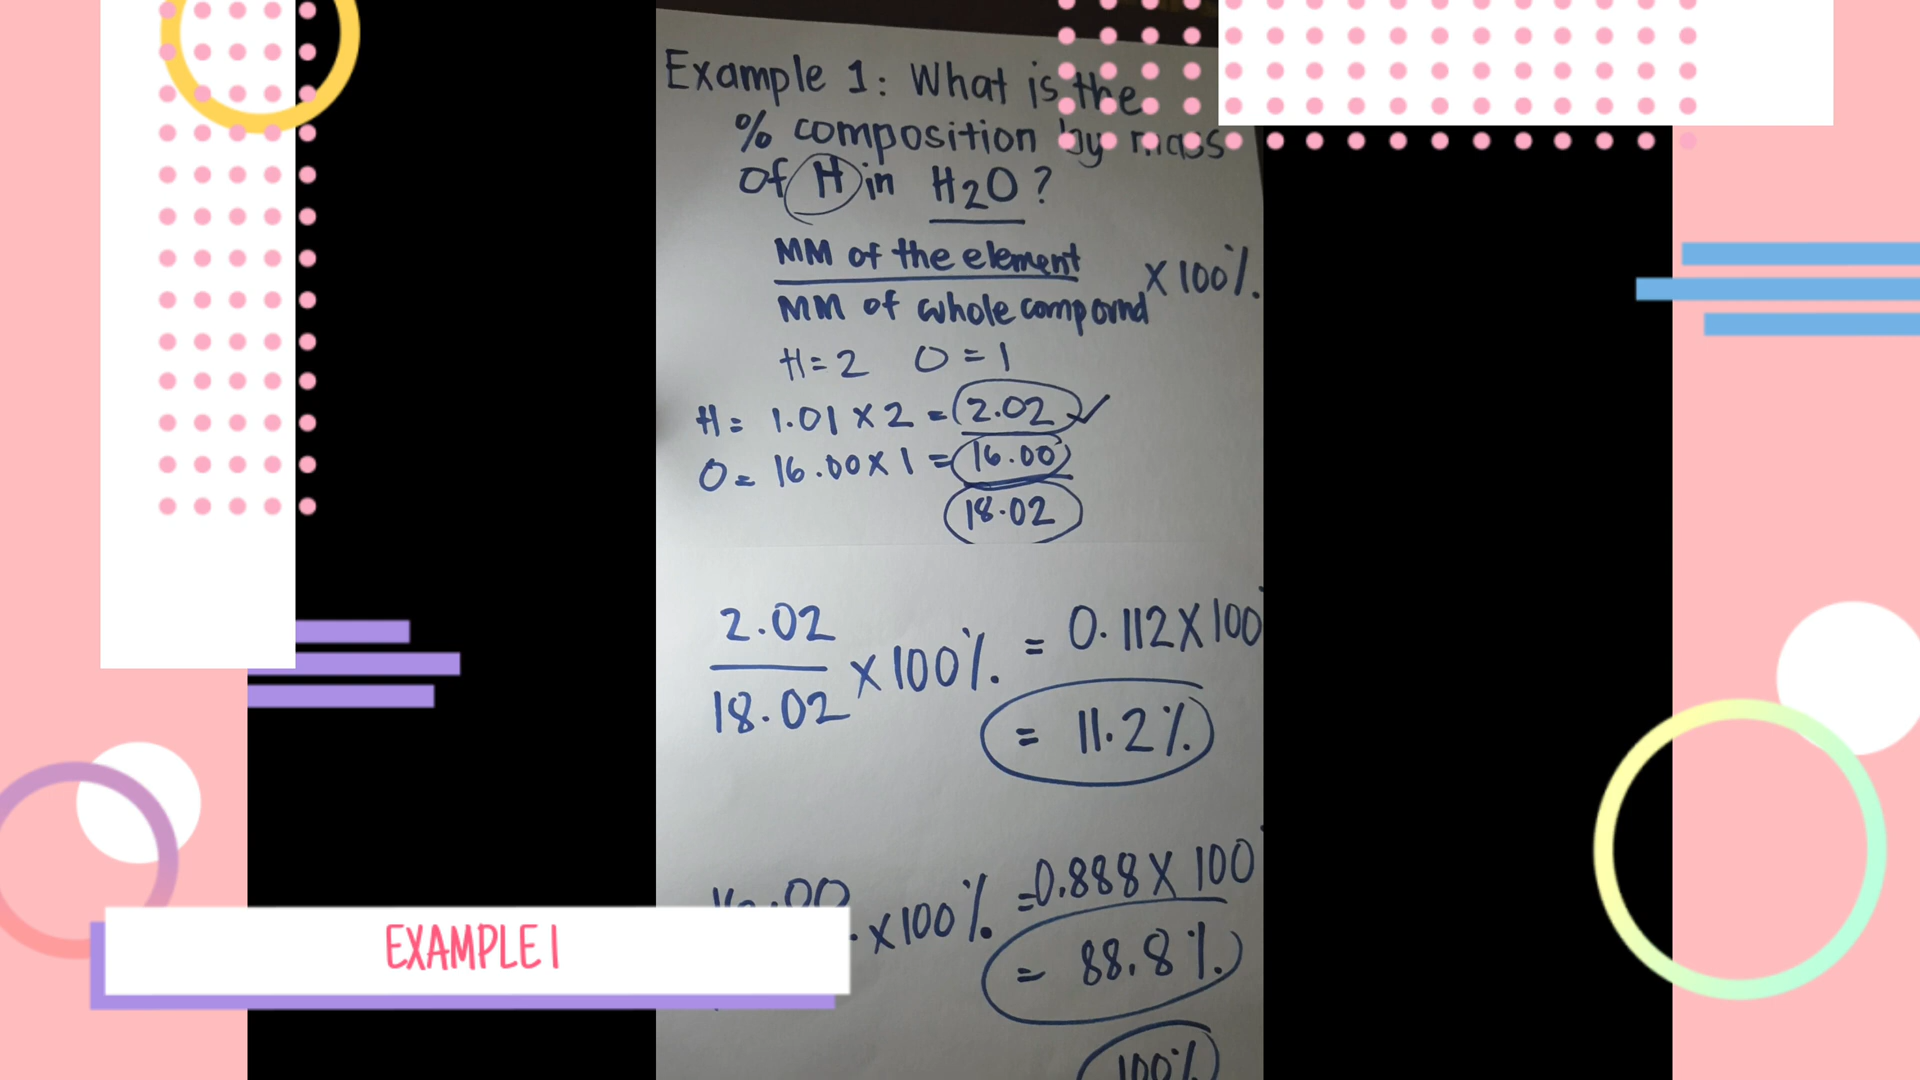 Example 1: What is the
% composition by mass
of H in H2O?
MM of the element
MM of whole compound
X 100%.
H = 2 O = 1
H = 1.01 X 2 = 2.02 ✓
O = 16.00 X 1 = 16.00
18.02
2.02
18.02
X 100%. = 0.112 X 100
= 11.2%.
X 100%. = 0.888 X 100
= 88.8%.
100%
EXAMPLE 1